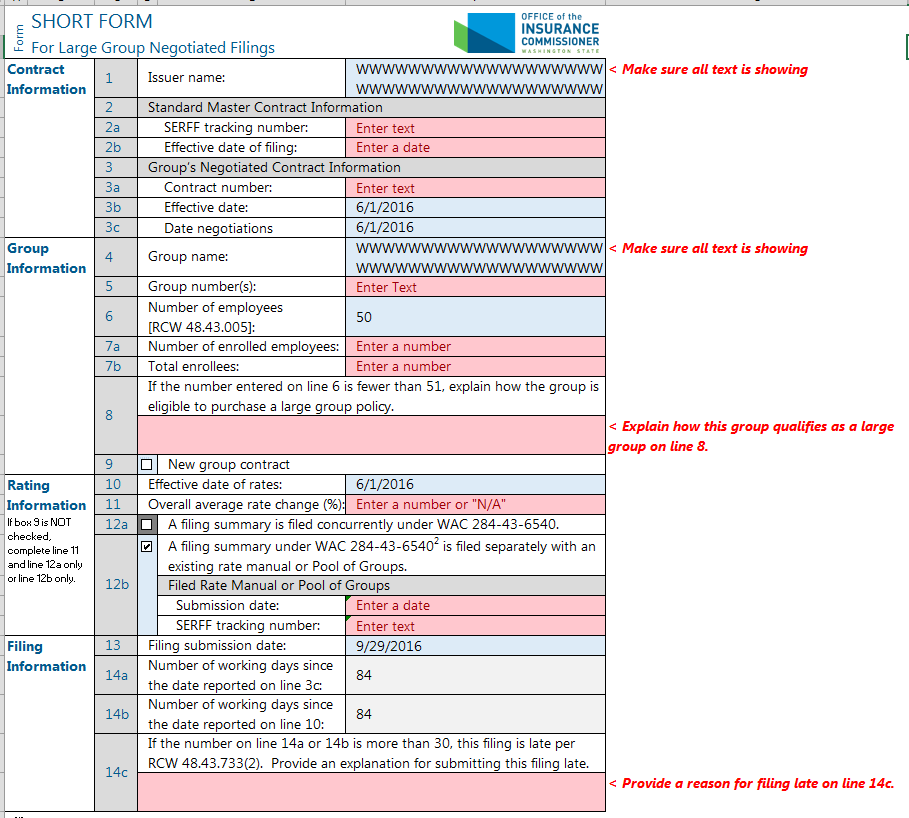 Form
SHORT FORM
For Large Group Negotiated Filings
OFFICE of the
INSURANCE
COMMISSIONER
WASHINGTON STATE
Contract
Information
1
Issuer name:
WWWWWWWWWWWWWWWWWWW
WWWWWWWWWWWWWWWWWWW
< Make sure all text is showing
2
Standard Master Contract Information
2a
SERFF tracking number:
Enter text
2b
Effective date of filing:
Enter a date
3
Group's Negotiated Contract Information
3a
Contract number:
Enter text
3b
Effective date:
6/1/2016
3c
Date negotiations
6/1/2016
Group
Information
4
Group name:
WWWWWWWWWWWWWWWWWWW
WWWWWWWWWWWWWWWWWWW
< Make sure all text is showing
5
Group number(s):
Enter Text
6
Number of employees
[RCW 48.43.005]:
50
7a
Number of enrolled employees:
Enter a number
7b
Total enrollees:
Enter a number
8
If the number entered on line 6 is fewer than 51, explain how the group is
eligible to purchase a large group policy.
< Explain how this group qualifies as a large
group on line 8.
9
New group contract
Rating
Information
If box 9 is NOT
checked,
complete line 11
and line 12a only
or line 12b only.
10
Effective date of rates:
6/1/2016
11
Overall average rate change (%):
Enter a number or "N/A"
12a
A filing summary is filed concurrently under WAC 284-43-6540.
12b
A filing summary under WAC 284-43-6540² is filed separately with an
existing rate manual or Pool of Groups.
Filed Rate Manual or Pool of Groups
Submission date:
Enter a date
SERFF tracking number:
Enter text
Filing
Information
13
Filing submission date:
9/29/2016
14a
Number of working days since
the date reported on line 3c:
84
14b
Number of working days since
the date reported on line 10:
84
14c
If the number on line 14a or 14b is more than 30, this filing is late per
RCW 48.43.733(2).  Provide an explanation for submitting this filing late.
< Provide a reason for filing late on line 14c.